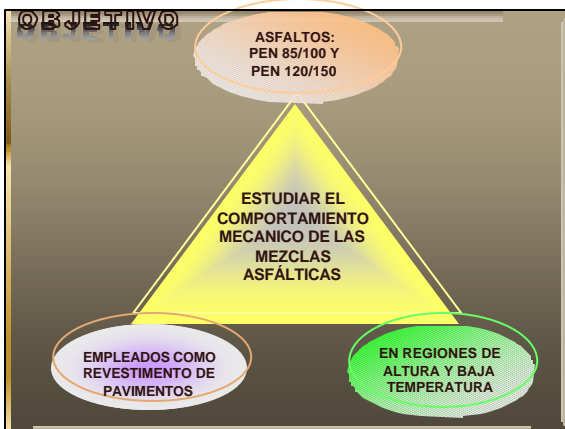 OBJETIVO
ASFALTOS:
PEN 85/100 Y
PEN 120/150
ESTUDIAR EL
COMPORTAMIENTO
MECANICO DE LAS
MEZCLAS
ASFÁLTICAS
EMPLEADOS COMO
REVESTIMIENTO DE
PAVIMENTOS
EN REGIONES DE
ALTURA Y BAJA
TEMPERATURA